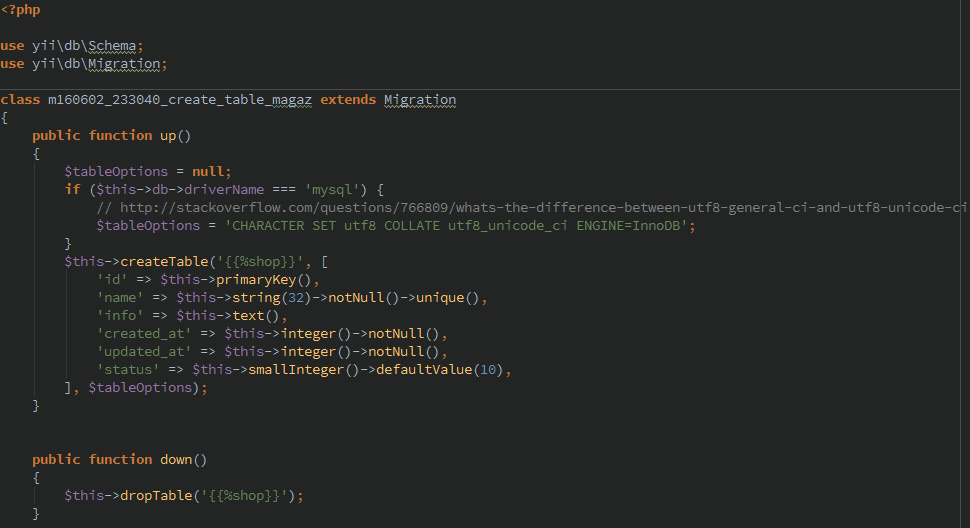 <?php
use yii\db\Schema;
use yii\db\Migration;
class m160602_233040_create_table_magaz extends Migration
{
public function up()
{
$tableOptions = null;
if ($this->db->driverName === 'mysql') {
// http://stackoverflow.com/questions/766809/whats-the-difference-between-utf8-general-ci-and-utf8-unicode-ci
$tableOptions = 'CHARACTER SET utf8 COLLATE utf8_unicode_ci ENGINE=InnoDB';
}
$this->createTable('{{%shop}}', [
'id' => $this->primaryKey(),
'name' => $this->string(32)->notNull()->unique(),
'info' => $this->text(),
'created_at' => $this->integer()->notNull(),
'updated_at' => $this->integer()->notNull(),
'status' => $this->smallInteger()->defaultValue(10),
], $tableOptions);
}
public function down()
{
$this->dropTable('{{%shop}}');
}